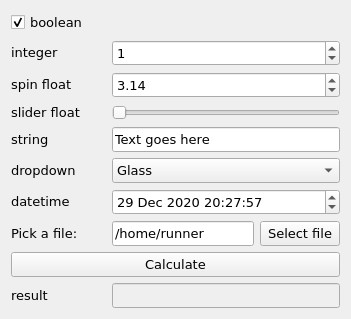 boolean
integer 1
spin float 3.14
slider float
string Text goes here
dropdown Glass
datetime 29 Dec 2020 20:27:57
Pick a file: /home/runner Select file
Calculate
result